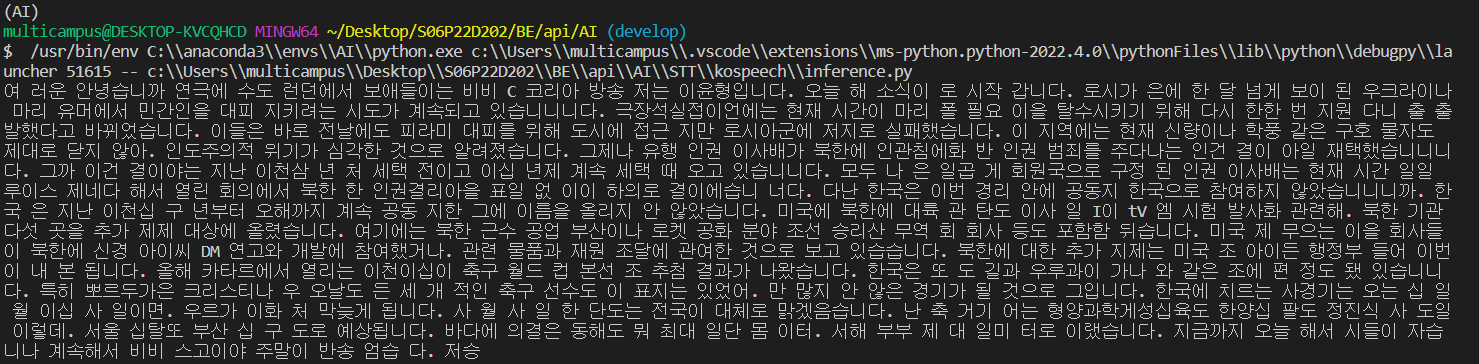 (AI)
multicampus@DESKTOP-KVCQHCD MINGW64 ~/Desktop/S06P22D202/BE/api/AI (develop)
$  /usr/bin/env C:\\anaconda3\\envs\\AI\\python.exe c:\\Users\\multicampus\\.vscode\\extensions\\ms-python.python-2022.4.0\\pythonFiles\\lib\\python\\debugpy\\la
uncher 51615 -- c:\\Users\\multicampus\\Desktop\\S06P22D202\\BE\\api\\AI\\STT\\kospeech\\inference.py
여 러운 안녕습니까 연극에 수도 런던에서 보애들이는 비비 C 코리아 방송 저는 이윤형입니다. 오늘 해 소식이 로 시작 갑니다. 로시가 은에 한 달 넘게 보이 된 우크라이나
 마리 유머에서 민간인을 대피 지키려는 시도가 계속되고 있습니니니다. 극장석실접이언에는 현재 시간이 마리 폴 필요 이을 탈수시키기 위해 다시 한한 번 지원 다니 출 출
발했다고 바뀌었습니다. 이들은 바로 전날에도 피라미 대피를 위해 도시에 접근 지만 로시아군에 저지로 실패했습니다. 이 지역에는 현재 신량이나 학풍 같은 구호 물자도
제대로 닫지 않아. 인도주의적 위기가 심각한 것으로 알려졌습니다. 그제나 유행 인권 이사배가 북한에 인관침에화 반 인권 범죄를 주다나는 인건 결이 아일 재택했습니니니
다. 그까 이건 결이야는 지난 이천삼 년 처 세택 전이고 이십 년제 계속 세택 때 오고 있습니니다. 모두 나 은 일곱 게 회원국으로 구정 된 인권 이사배는 현재 시간 일일
루이스 제네다 해서 열린 회의에서 북한 한 인권결리아을 표일 없 이이 하의로 결이에습니 너다. 다난 한국은 이번 경리 안에 공동지 한국으로 참여하지 않았습니니니까. 한
국 은 지난 이천십 구 년부터 오해까지 계속 공동 지한 그에 이름을 올리지 안 않았습니다. 미국에 북한에 대륙 관 탄도 이사 일 I이 tV 엠 시험 발사화 관련해. 북한 기관
다섯 곳을 추가 제제 대상에 올렸습니다. 여기에는 북한 근수 공업 부산이나 로켓 공화 분야 조선 승리산 무역 회 회사 등도 포함함 뒤습니다. 미국 제 무으는 이을 회사들
이 북한에 신경 아이씨 DM 연고와 개발에 참여했거나. 관련 물품과 재원 조달에 관여한 것으로 보고 있습습니다. 북한에 대한 추가 지제는 미국 조 아이든 행정부 들어 이번
이 내 본 됩니다. 올해 카타르에서 열리는 이천이십이 축구 월드 컵 본선 조 추첨 결과가 나왔습니다. 한국은 또 도 길과 우루과이 가나 와 같은 조에 편 정도 됐 있습니니
다. 특히 뽀르두가은 크리스티나 우 오날도 든 세 개 적인 축구 선수도 이 표지는 있었어. 만 많지 안 않은 경기가 될 것으로 그입니다. 한국에 치르는 사경기는 오는 십 일
 월 이십 사 일이면. 우르가 이화 처 막늦게 됩니다. 사 월 사 일 한 단도는 전국이 대체로 맑겠음습니다. 난 축 거기 어는 형양과학게성십육도 한양십 팔도 정진식 사 도일
 이렇데. 서울 십탈또 부산 십 구 도로 예상됩니다. 바다에 의결은 동해도 뭐 최대 일단 몸 이터. 서해 부부 제 대 일미 터로 이랬습니다. 지금까지 오늘 해서 시들이 자습
니나 계속해서 비비 스고이야 주말이 반송 엄습 다. 저승